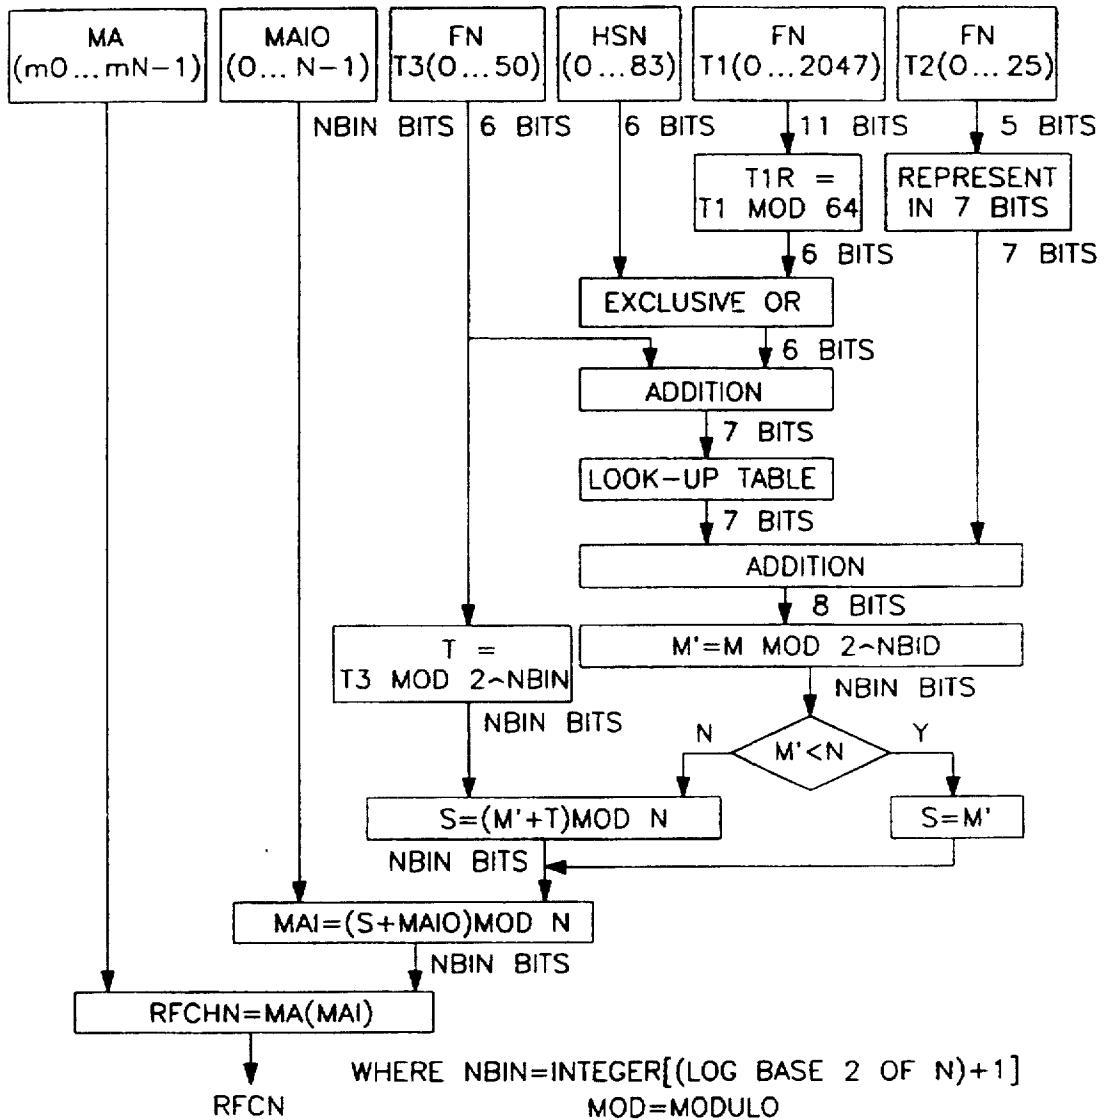 MA
(m0...mN-1)
MAIO
(0... N-1)
FN
T3(0...50)
HSN
(0...83)
FN
T1(0...2047)
FN
T2(0...25)
NBIN BITS
6 BITS
6 BITS
11 BITS
5 BITS
T1R =
T1 MOD 64
REPRESENT
IN 7 BITS
6 BITS
7 BITS
EXCLUSIVE OR
6 BITS
ADDITION
7 BITS
LOOK-UP TABLE
7 BITS
ADDITION
8 BITS
T =
T3 MOD 2~NBIN
M'=M MOD 2~NBID
NBIN BITS
NBIN BITS
N
M'<N
Y
S=(M'+T)MOD N
S=M'
NBIN BITS
MAI=(S+MAIO)MOD N
NBIN BITS
RFCHN=MA(MAI)
RFCN
WHERE NBIN=INTEGER[(LOG BASE 2 OF N)+1]
MOD=MODULO